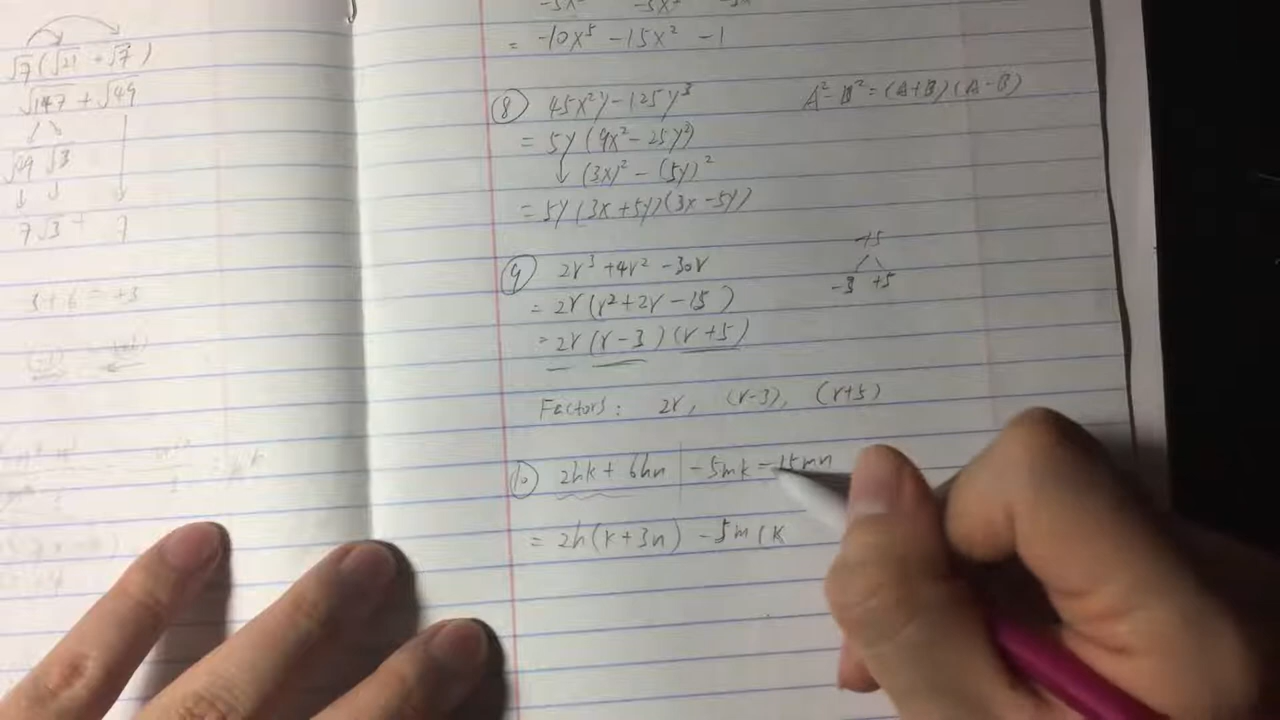 √7(√21 + √7)
√147 + √49
√49 √3
7√3 + 7
= -10x⁵ - 15x² - 1
⑧ 45x²y - 125y³
A² - B² = (A+B)(A-B)
= 5y(9x² - 25y²)
(3x)² - (5y)²
= 5y(3x+5y)(3x-5y)
⑨ 2r³ + 4r² - 30r
-15
-3 +5
= 2r(r² + 2r - 15)
= 2r(r-3)(r+5)
Factors: 2r, (r-3), (r+5)
⑩ 2hk + 6hn - 5mk - 15mn
= 2h(k+3n) - 5m(k